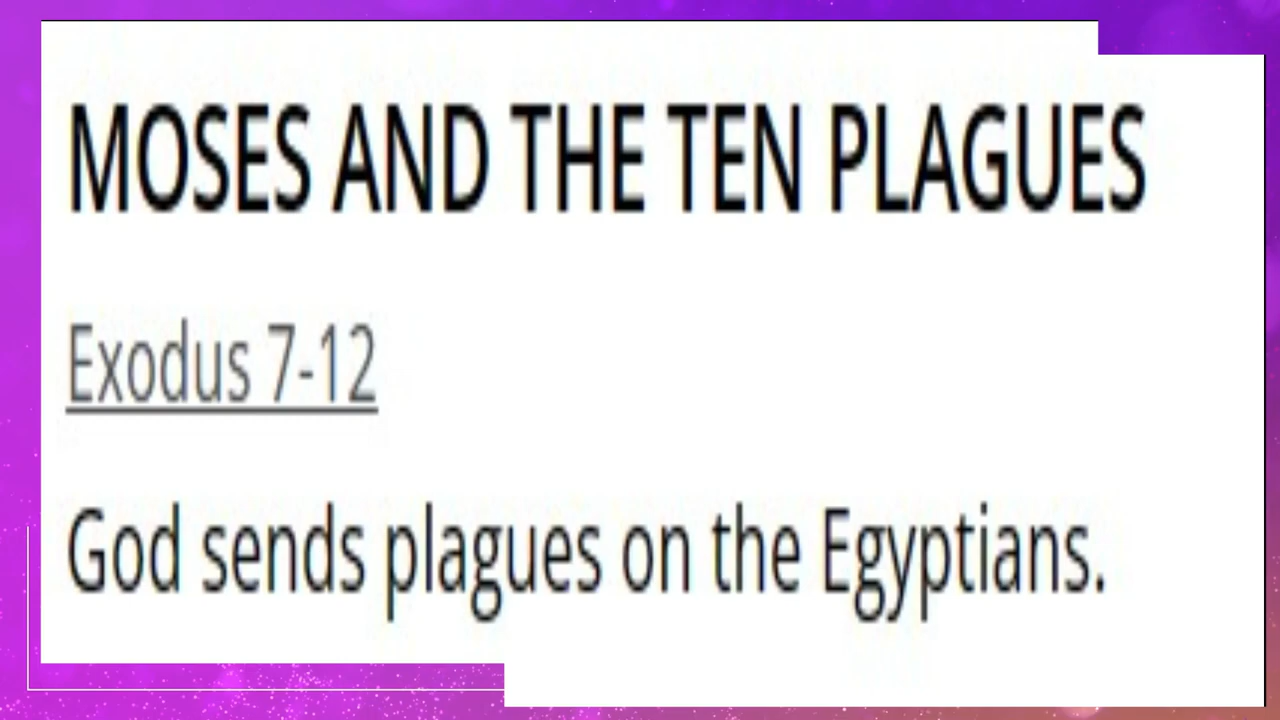 MOSES AND THE TEN PLAGUES
Exodus 7-12
God sends plagues on the Egyptians.